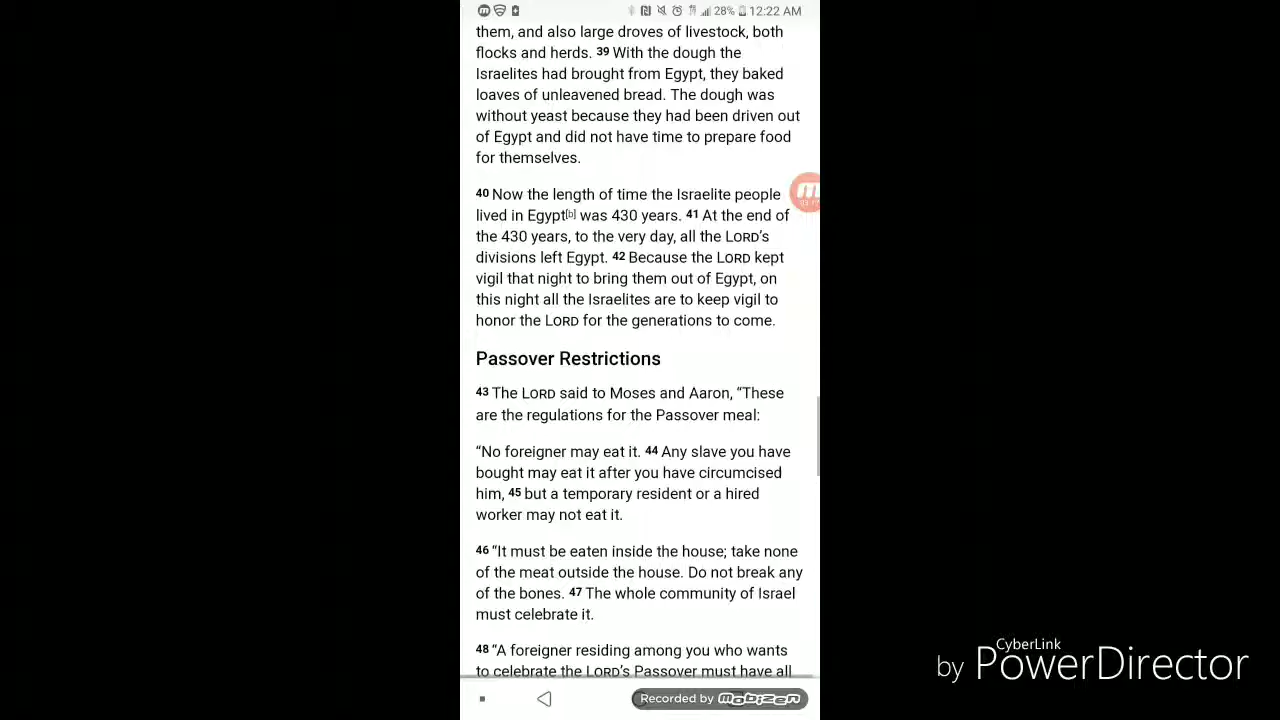 28% 12:22 AM
them, and also large droves of livestock, both
flocks and herds. 39 With the dough the
Israelites had brought from Egypt, they baked
loaves of unleavened bread. The dough was
without yeast because they had been driven out
of Egypt and did not have time to prepare food
for themselves.
40 Now the length of time the Israelite people
lived in Egypt[b] was 430 years. 41 At the end of
the 430 years, to the very day, all the LORD’s
divisions left Egypt. 42 Because the LORD kept
vigil that night to bring them out of Egypt, on
this night all the Israelites are to keep vigil to
honor the LORD for the generations to come.
Passover Restrictions
43 The LORD said to Moses and Aaron, “These
are the regulations for the Passover meal:
“No foreigner may eat it. 44 Any slave you have
bought may eat it after you have circumcised
him, 45 but a temporary resident or a hired
worker may not eat it.
46 “It must be eaten inside the house; take none
of the meat outside the house. Do not break any
of the bones. 47 The whole community of Israel
must celebrate it.
48 “A foreigner residing among you who wants
to celebrate the LORD’s Passover must have all
Recorded by mobizen
CyberLink
by PowerDirector